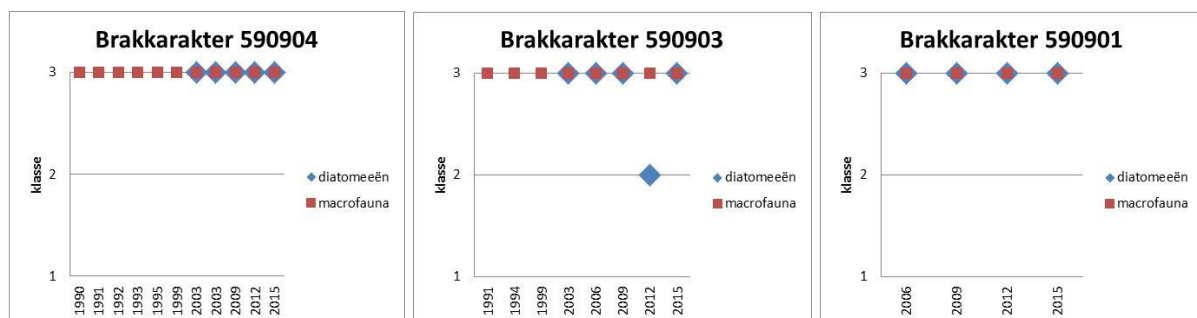 Brakkarakter 590904
3
2
1
klasse
1990
1991
1992
1993
1995
1999
2003
2003
2009
2012
2015
diatomeeën
macrofauna
Brakkarakter 590903
3
2
1
klasse
1991
1994
1999
2003
2006
2009
2012
2015
diatomeeën
macrofauna
Brakkarakter 590901
3
2
1
klasse
2006
2009
2012
2015
diatomeeën
macrofauna